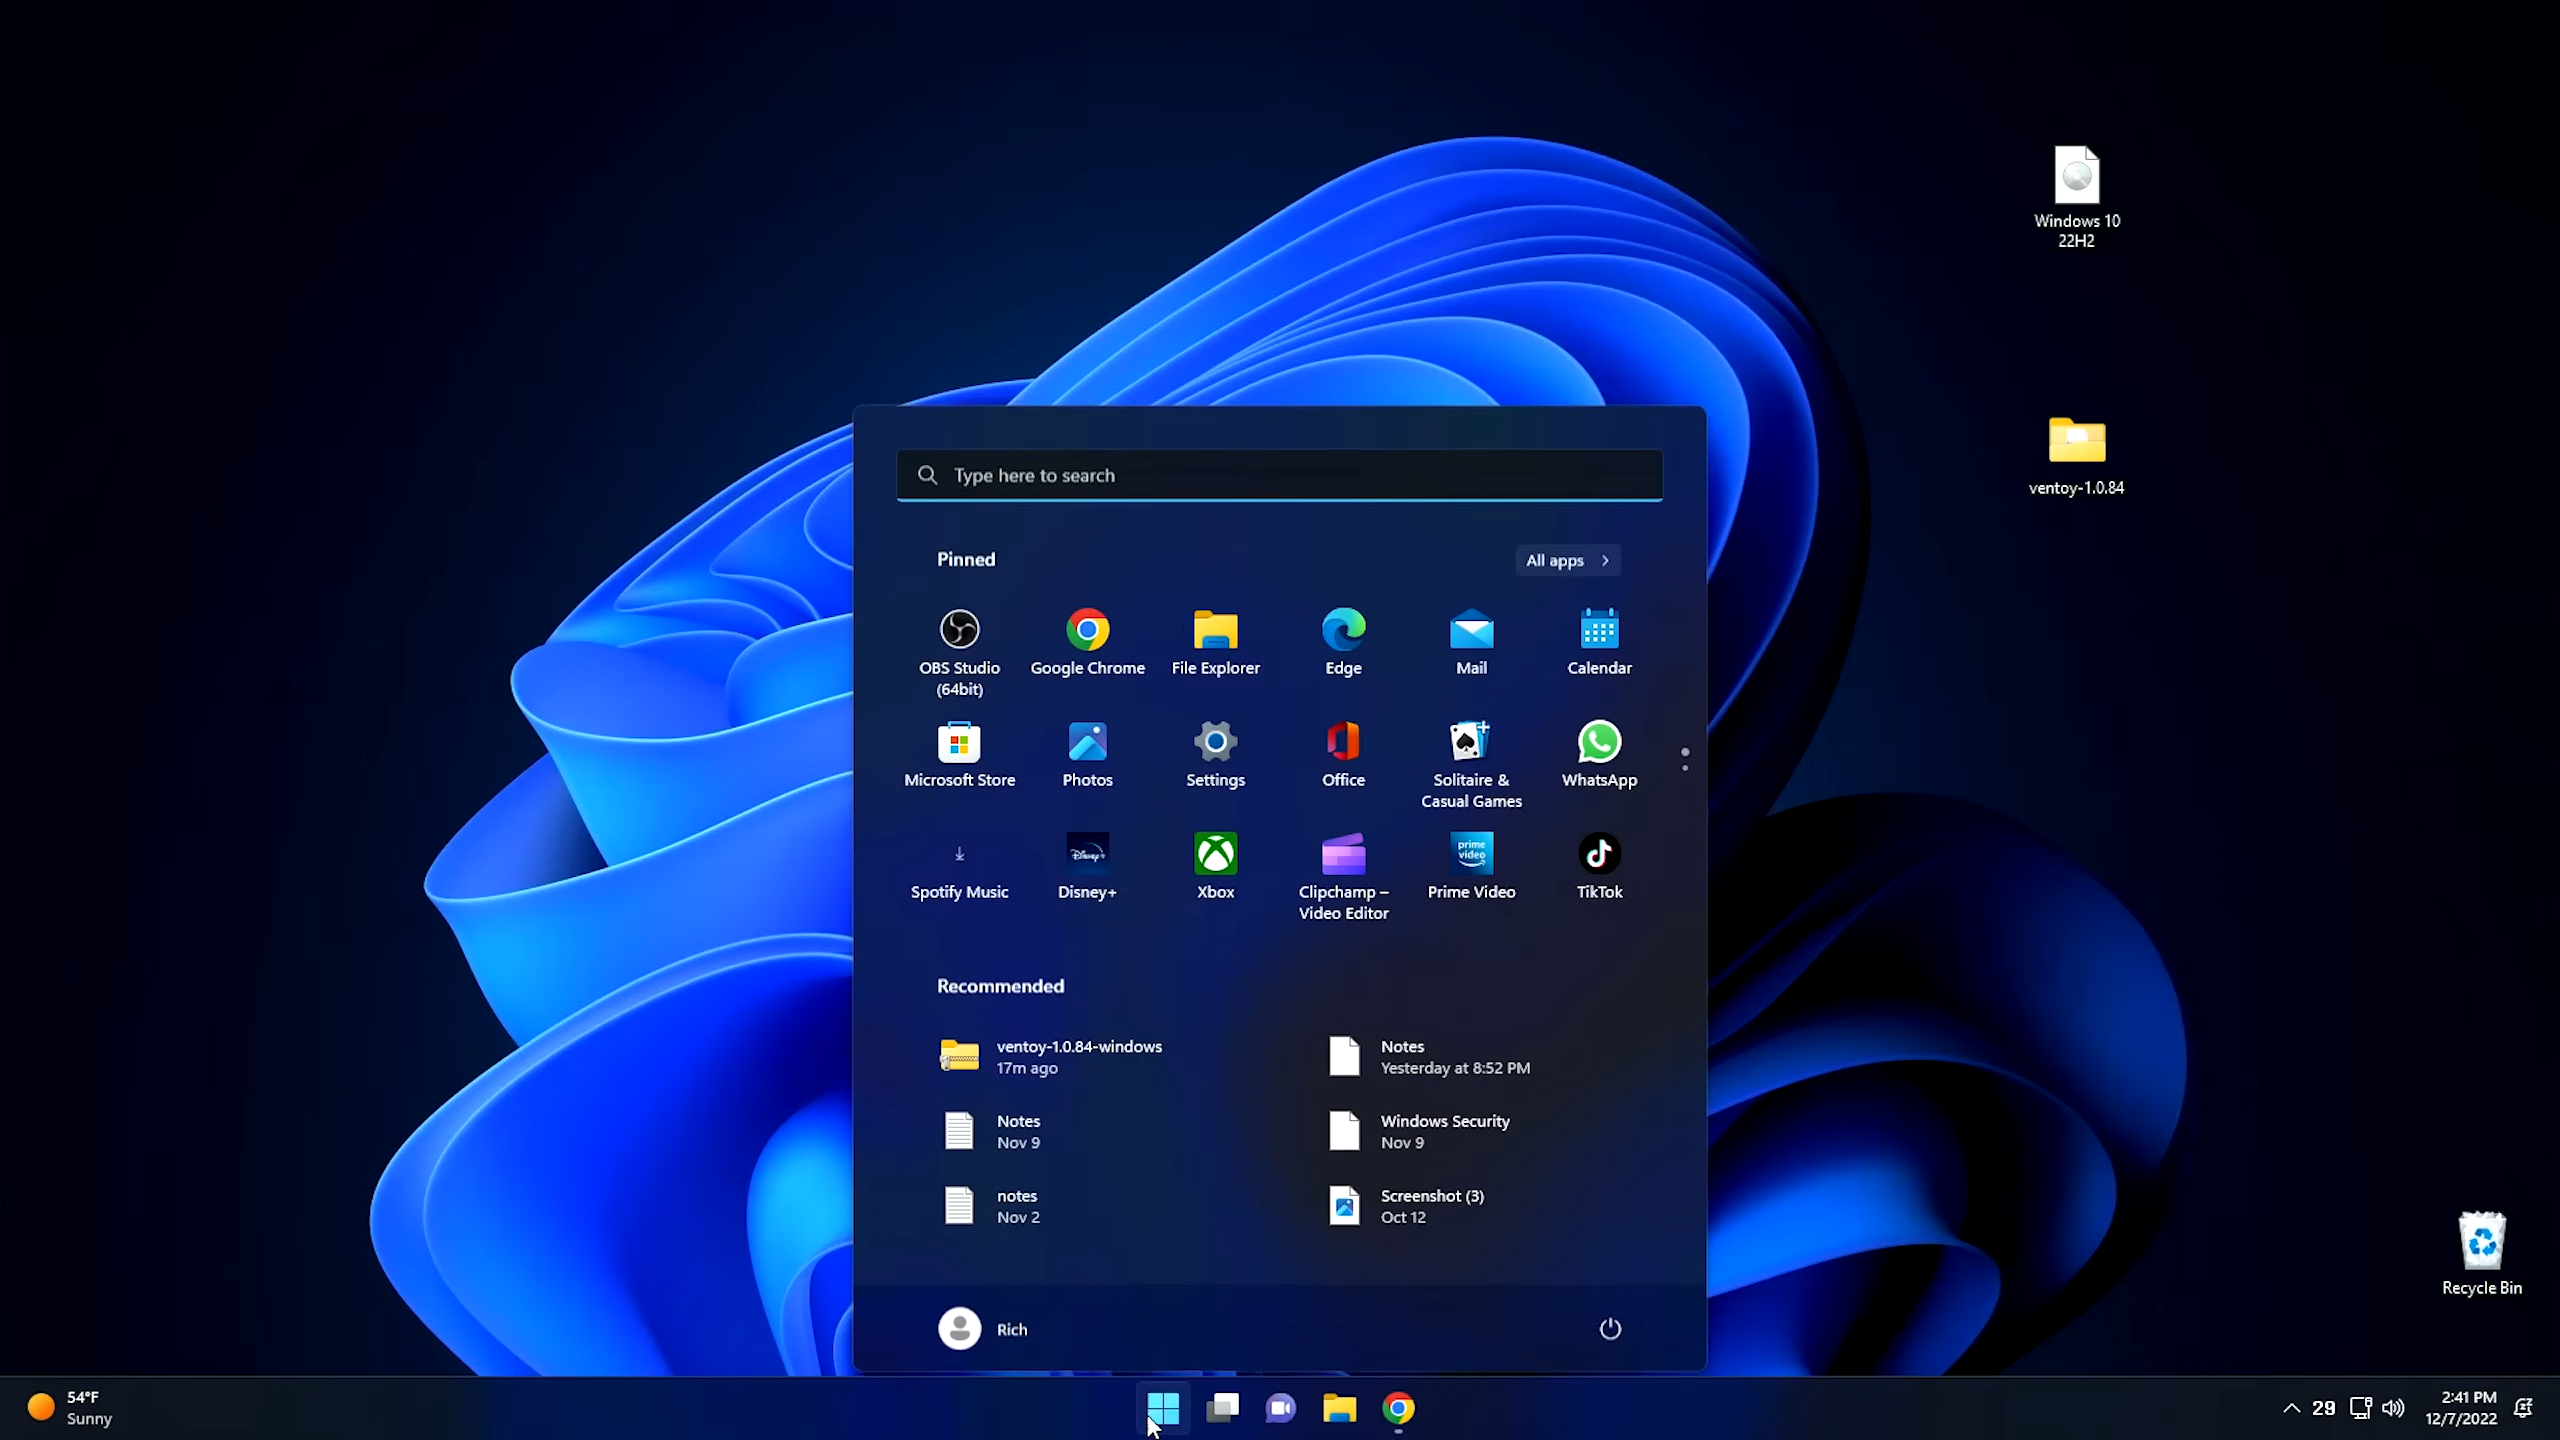 Windows 10
22H2
ventoy-1.0.84
Type here to search
Pinned
All apps
OBS Studio
(64bit)
Google Chrome
File Explorer
Edge
Mail
Calendar
Microsoft Store
Photos
Settings
Office
Solitaire &
Casual Games
WhatsApp
Spotify Music
Disney+
Disney+
Xbox
Clipchamp –
Video Editor
prime
video
Prime Video
TikTok
Recommended
ventoy-1.0.84-windows
17m ago
Notes
Yesterday at 8:52 PM
Notes
Nov 9
Windows Security
Nov 9
notes
Nov 2
Screenshot (3)
Oct 12
Rich
Recycle Bin
54°F
Sunny
29
2:41 PM
12/7/2022